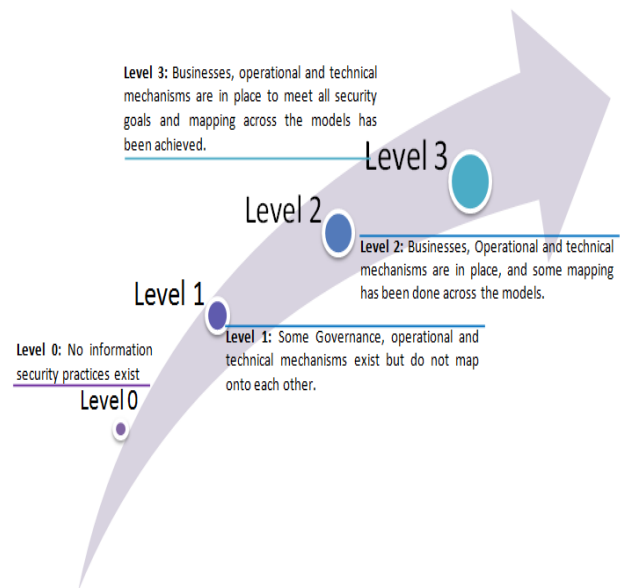 Level 3: Businesses, operational and technical
mechanisms are in place to meet all security
goals and mapping across the models has
been achieved.
Level 3
Level 2
Level 2: Businesses, Operational and technical
mechanisms are in place, and some mapping
has been done across the models.
Level 1
Level 1: Some Governance, operational and
technical mechanisms exist but do not map
onto each other.
Level 0: No information
security practices exist
Level 0